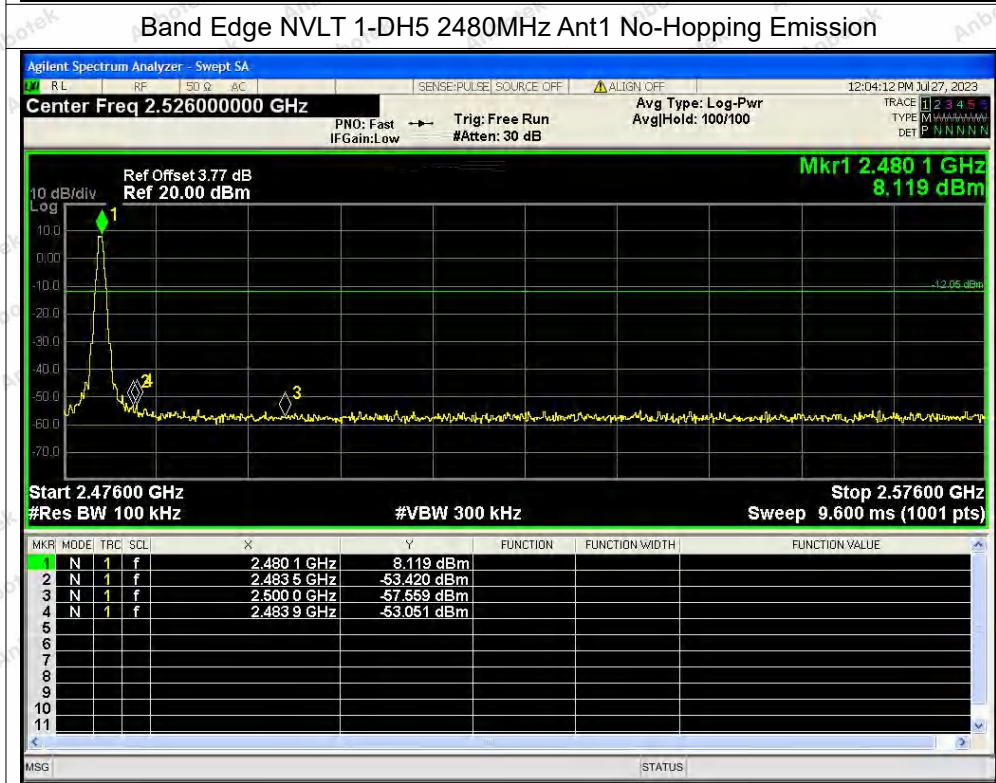 Band Edge NVLT 1-DH5 2480MHz Ant1 No-Hopping Emission
Agilent Spectrum Analyzer - Swept SA
RL RF 50 Ω AC SENSE:PULSE SOURCE OFF ALIGN OFF 12:04:12 PM Jul 27, 2023
Center Freq 2.526000000 GHz
PNO: Fast
IFGain:Low
Trig: Free Run
#Atten: 30 dB
Avg Type: Log-Pwr
Avg|Hold: 100/100
TRACE 1 2 3 4 5 6
TYPE M WWWWW
DET P N N N N N
Mkr1 2.480 1 GHz
8.119 dBm
Ref Offset 3.77 dB
10 dB/div Ref 20.00 dBm
Log
10.0
0.00
-10.0
-20.0
-30.0
-40.0
-50.0
-60.0
-70.0
1
-12.05 dBm
2 4
3
Start 2.47600 GHz Stop 2.57600 GHz
#Res BW 100 kHz #VBW 300 kHz Sweep 9.600 ms (1001 pts)
MKR MODE TRC SCL X Y FUNCTION FUNCTION WIDTH FUNCTION VALUE
1 N 1 f 2.480 1 GHz 8.119 dBm
2 N 1 f 2.483 5 GHz -53.420 dBm
3 N 1 f 2.500 0 GHz -57.559 dBm
4 N 1 f 2.483 9 GHz -53.051 dBm
5
6
7
8
9
10
11
MSG STATUS